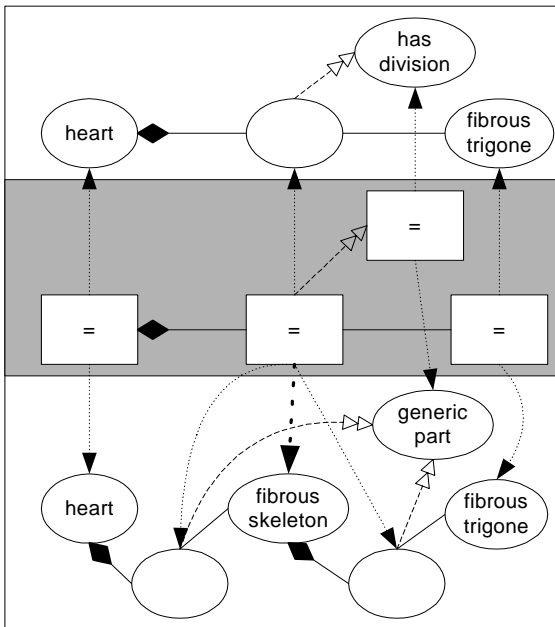 has
division
heart
fibrous
trigone
=
=
=
=
generic
part
heart
fibrous
skeleton
fibrous
trigone